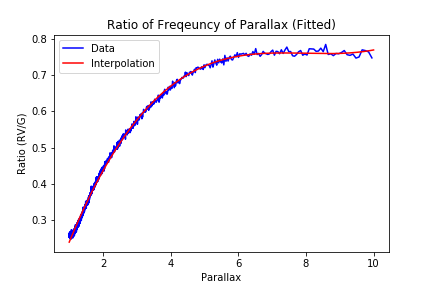 Ratio of Freqeuncy of Parallax (Fitted)
Data
Interpolation
Ratio (RV/G)
0.8
0.7
0.6
0.5
0.4
0.3
2 4 6 8 10
Parallax